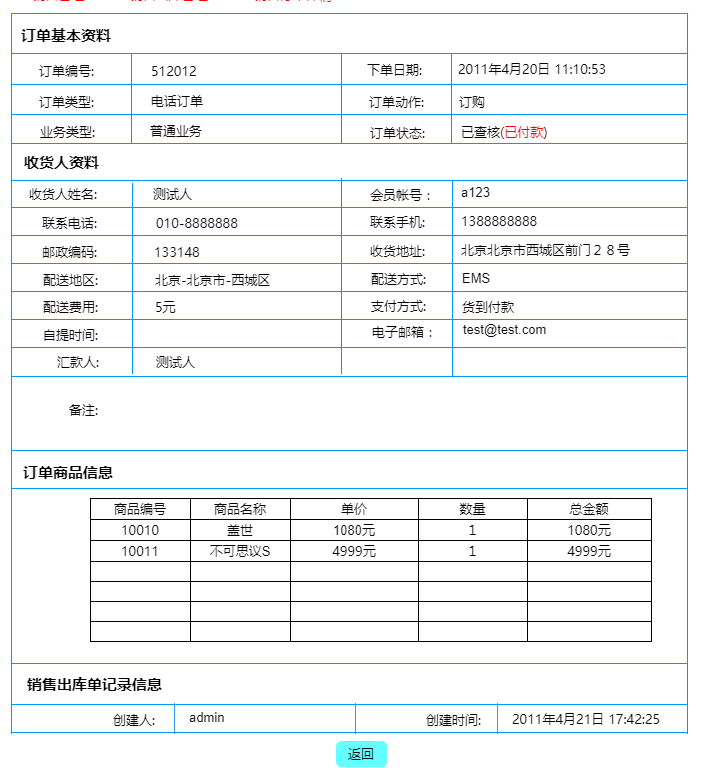 订单基本资料
订单编号: 512012 下单日期: 2011年4月20日 11:10:53
订单类型: 电话订单 订单动作: 订购
业务类型: 普通业务 订单状态: 已查核(已付款)
收货人资料
收货人姓名: 测试人 会员帐号： a123
联系电话: 010-8888888 联系手机: 1388888888
邮政编码: 133148 收货地址: 北京北京市西城区前门２８号
配送地区: 北京-北京市-西城区 配送方式: EMS
配送费用: 5元 支付方式: 货到付款
自提时间: 电子邮箱： test@test.com
汇款人: 测试人
备注:
订单商品信息
商品编号 商品名称 单价 数量 总金额
10010 盖世 1080元 1 1080元
10011 不可思议S 4999元 1 4999元
销售出库单记录信息
创建人: admin 创建时间: 2011年4月21日 17:42:25
返回